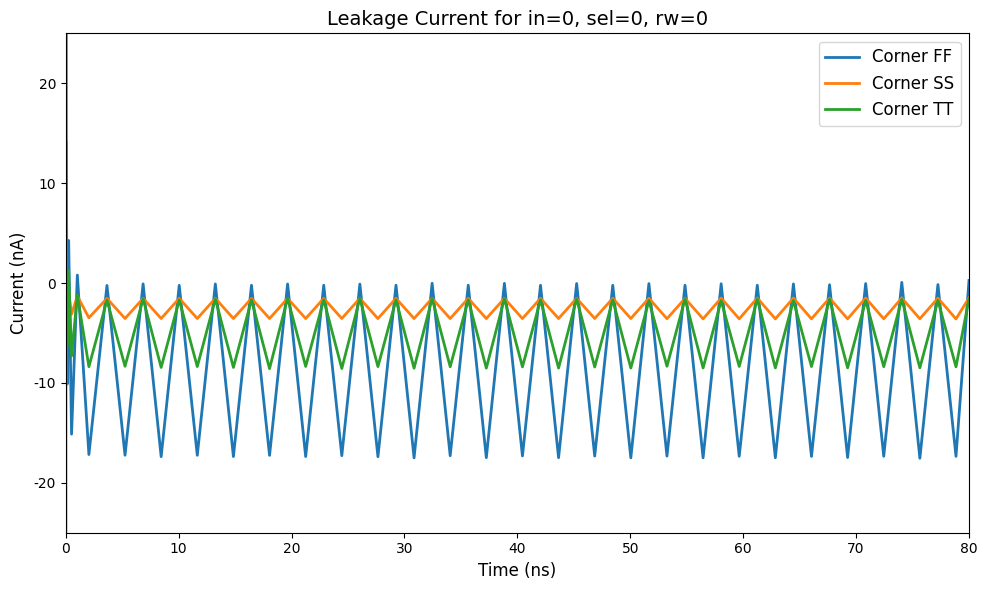 Leakage Current for in=0, sel=0, rw=0
Corner FF
Corner SS
Corner TT
Current (nA)
20
10
0
-10
-20
0 10 20 30 40 50 60 70 80
Time (ns)